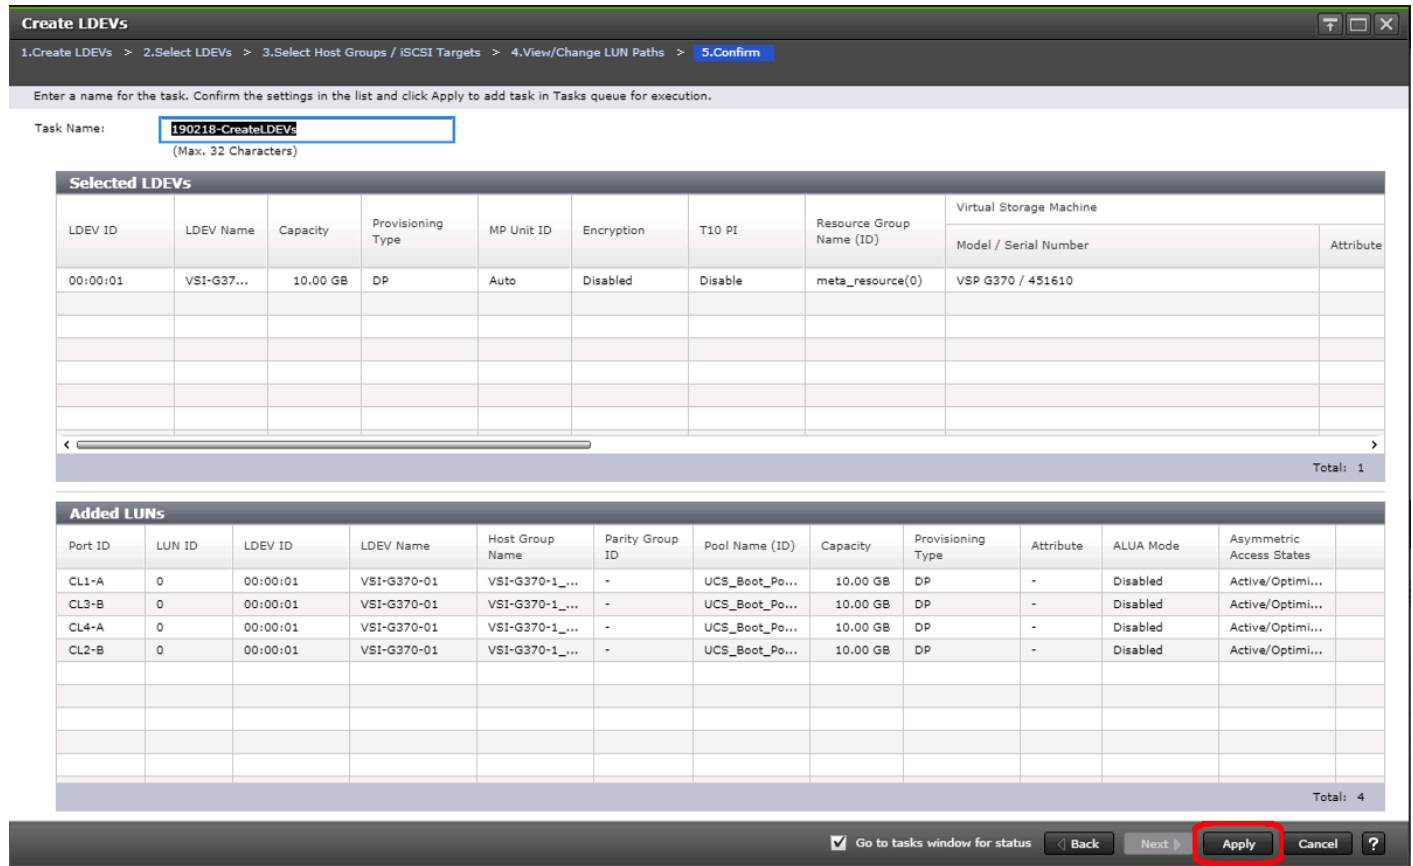 Create LDEVs
1.Create LDEVs > 2.Select LDEVs > 3.Select Host Groups / iSCSI Targets > 4.View/Change LUN Paths > 5.Confirm
Enter a name for the task. Confirm the settings in the list and click Apply to add task in Tasks queue for execution.
Task Name: 190218-CreateLDEVs
(Max. 32 Characters)
Selected LDEVs
LDEV ID LDEV Name Capacity Provisioning Type MP Unit ID Encryption T10 PI Resource Group Name (ID) Virtual Storage Machine
Model / Serial Number Attribute
00:00:01 VSI-G37... 10.00 GB DP Auto Disabled Disable meta_resource(0) VSP G370 / 451610
Total: 1
Added LUNs
Port ID LUN ID LDEV ID LDEV Name Host Group Name Parity Group ID Pool Name (ID) Capacity Provisioning Type Attribute ALUA Mode Asymmetric Access States
CL1-A 0 00:00:01 VSI-G370-01 VSI-G370-1_... - UCS_Boot_Po... 10.00 GB DP - Disabled Active/Optimi...
CL3-B 0 00:00:01 VSI-G370-01 VSI-G370-1_... - UCS_Boot_Po... 10.00 GB DP - Disabled Active/Optimi...
CL4-A 0 00:00:01 VSI-G370-01 VSI-G370-1_... - UCS_Boot_Po... 10.00 GB DP - Disabled Active/Optimi...
CL2-B 0 00:00:01 VSI-G370-01 VSI-G370-1_... - UCS_Boot_Po... 10.00 GB DP - Disabled Active/Optimi...
Total: 4
Go to tasks window for status Back Next Apply Cancel ?